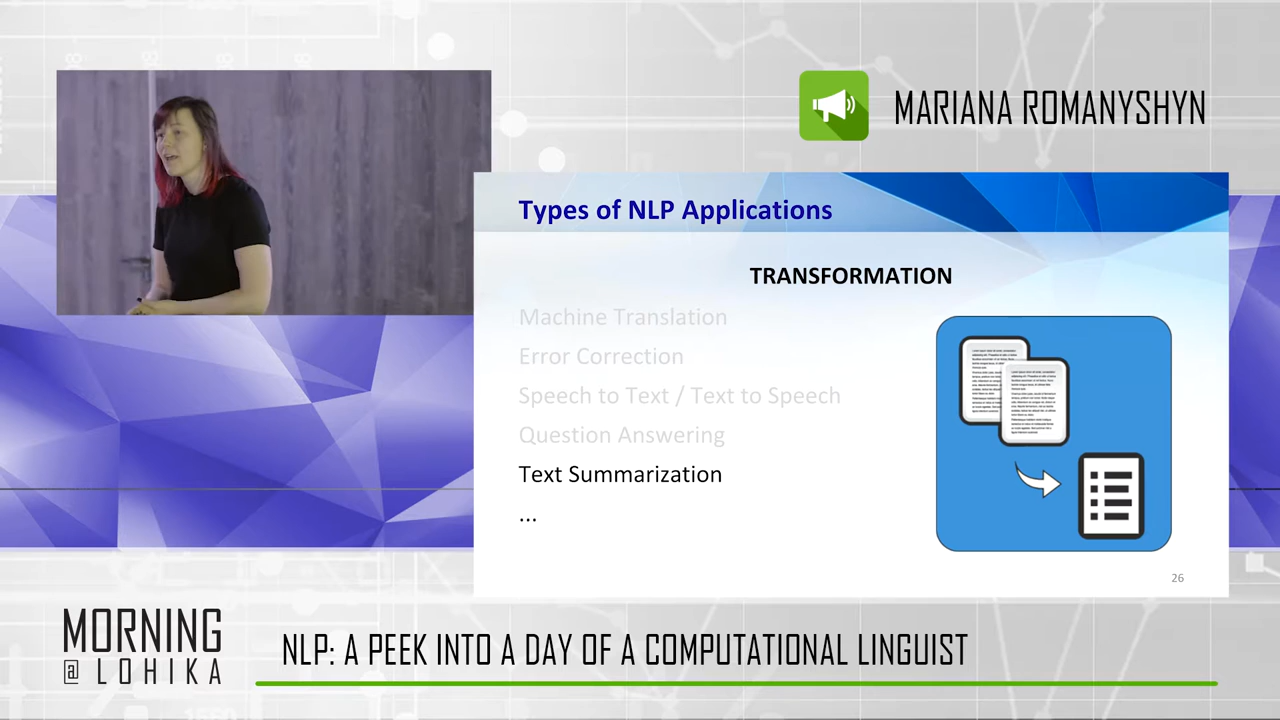 MARIANA ROMANYSHYN
Types of NLP Applications
TRANSFORMATION
Machine Translation
Error Correction
Speech to Text / Text to Speech
Question Answering
Text Summarization
...
26
MORNING
@ LOHIKA
NLP: A PEEK INTO A DAY OF A COMPUTATIONAL LINGUIST